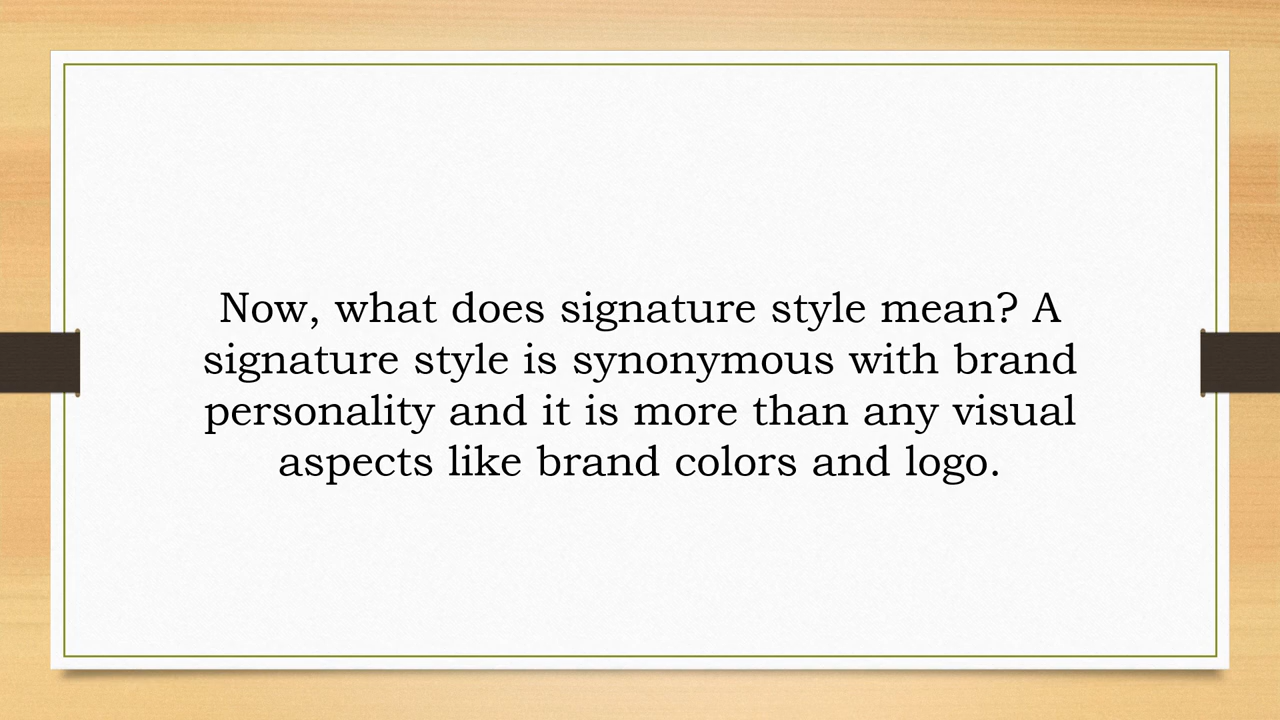 Now, what does signature style mean? A
signature style is synonymous with brand
personality and it is more than any visual
aspects like brand colors and logo.